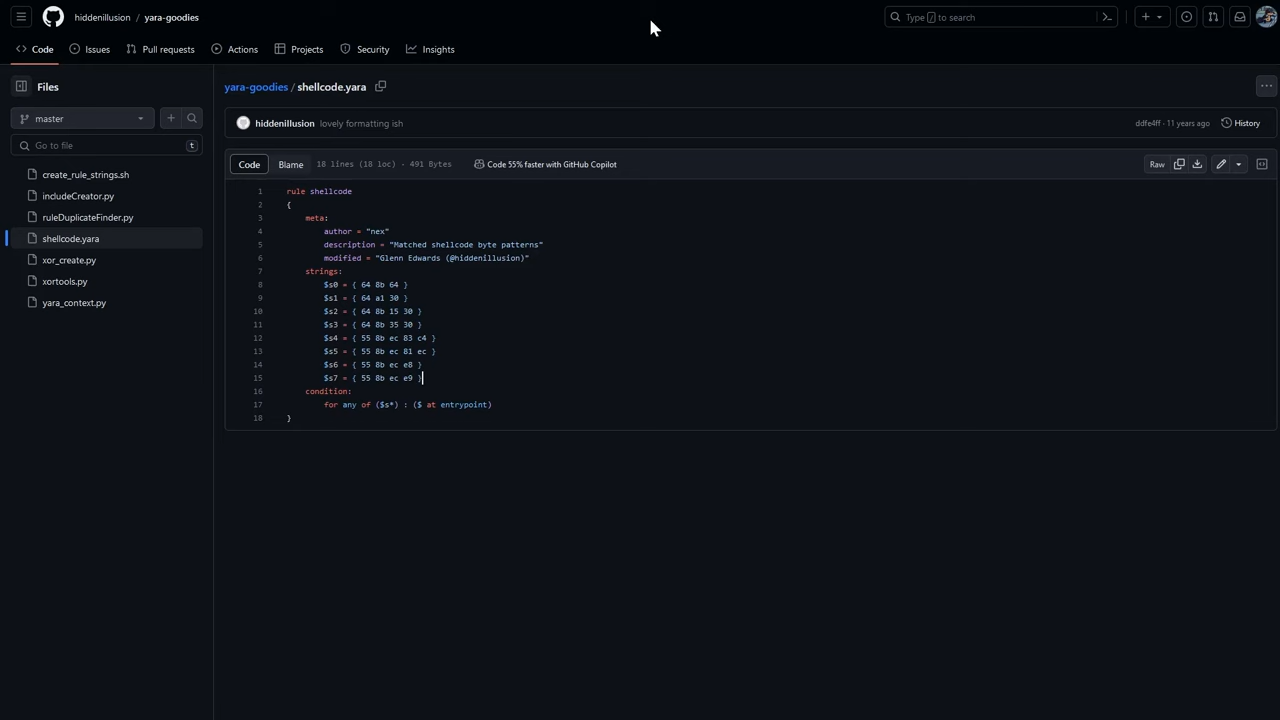 hiddenillusion / yara-goodies
Type / to search
Code
Issues
Pull requests
Actions
Projects
Security
Insights
Files
master
Go to file
t
create_rule_strings.sh
includeCreator.py
ruleDuplicateFinder.py
shellcode.yara
xor_create.py
xortools.py
yara_context.py
yara-goodies / shellcode.yara
hiddenillusion lovely formatting ish
ddfe4ff · 11 years ago
History
Code
Blame
18 lines (18 loc) · 491 Bytes
Code 55% faster with GitHub Copilot
Raw
1 rule shellcode
2 {
3 meta:
4 author = "nex"
5 description = "Matched shellcode byte patterns"
6 modified = "Glenn Edwards (@hiddenillusion)"
7 strings:
8 $s0 = { 64 8b 64 }
9 $s1 = { 64 a1 30 }
10 $s2 = { 64 8b 15 30 }
11 $s3 = { 64 8b 35 30 }
12 $s4 = { 55 8b ec 83 c4 }
13 $s5 = { 55 8b ec 81 ec }
14 $s6 = { 55 8b ec e8 }
15 $s7 = { 55 8b ec e9 }
16 condition:
17 for any of ($s*) : ($ at entrypoint)
18 }